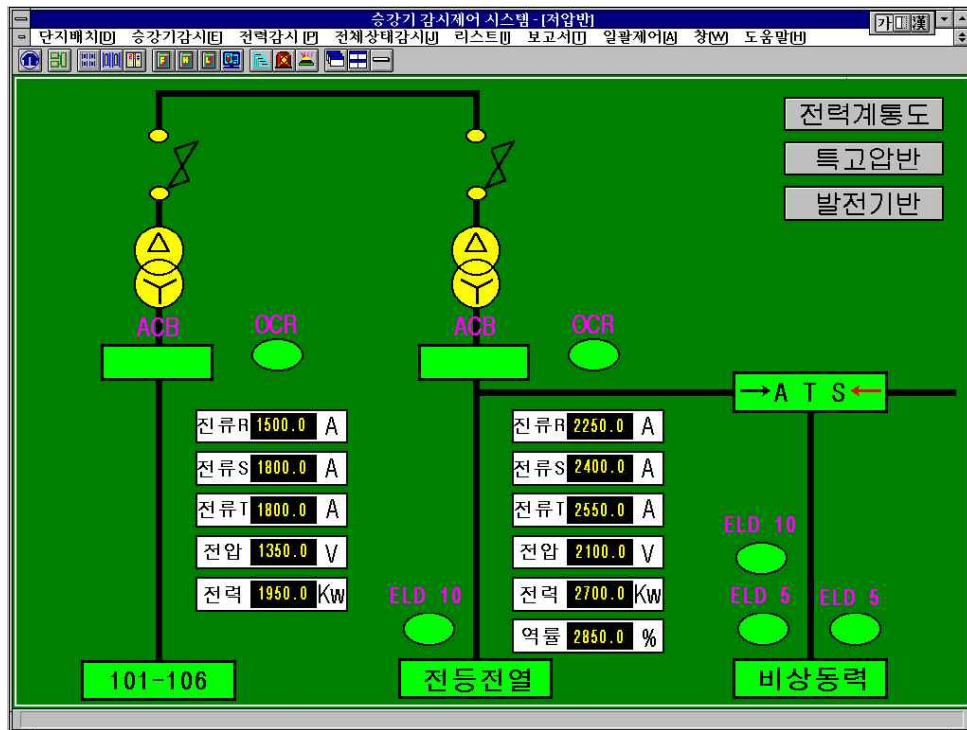 승강기 감시제어 시스템 - [저압반]
가 漢
단지배치[D] 승강기감시[E] 전력감시 [P] 전체상태감시[J] 리스트[I] 보고서[T] 일괄제어[A] 창[W] 도움말[H]
전력계통도
특고압반
발전기반
ACB OCR ACB OCR
→A T S←
진류R 1500.0 A 진류R 2250.0 A
전류S 1800.0 A 전류S 2400.0 A
전류T 1800.0 A 전류T 2550.0 A
전압 1350.0 V 전압 2100.0 V
전력 1950.0 Kw 전력 2700.0 Kw
역률 2850.0 %
ELD 10
ELD 10
ELD 5 ELD 5
101-106 전등전열 비상동력